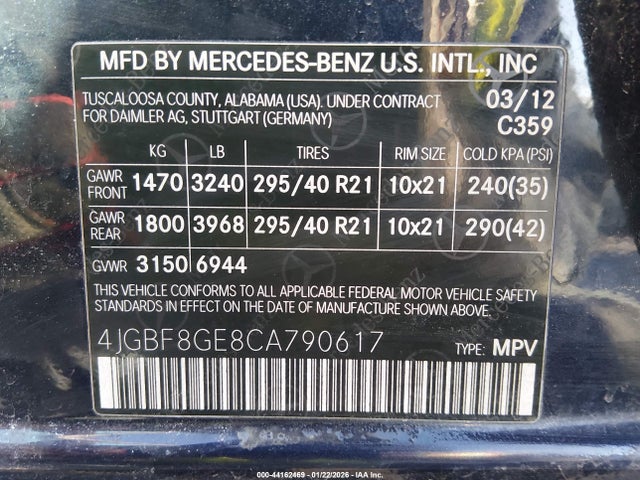 MFD BY MERCEDES-BENZ U.S. INTL., INC
TUSCALOOSA COUNTY, ALABAMA (USA). UNDER CONTRACT 03/12
FOR DAIMLER AG, STUTTGART (GERMANY) C359
KG LB TIRES RIM SIZE COLD KPA (PSI)
GAWR FRONT 1470 3240 295/40 R21 10x21 240(35)
GAWR REAR 1800 3968 295/40 R21 10x21 290(42)
GVWR 3150 6944
THIS VEHICLE CONFORMS TO ALL APPLICABLE FEDERAL MOTOR VEHICLE SAFETY
STANDARDS IN EFFECT ON THE DATE OF MANUFACTURE SHOWN ABOVE.
4JGBF8GE8CA790617 TYPE: MPV
0.0 - 44162469 - 01/22/2026 - IAA Inc.